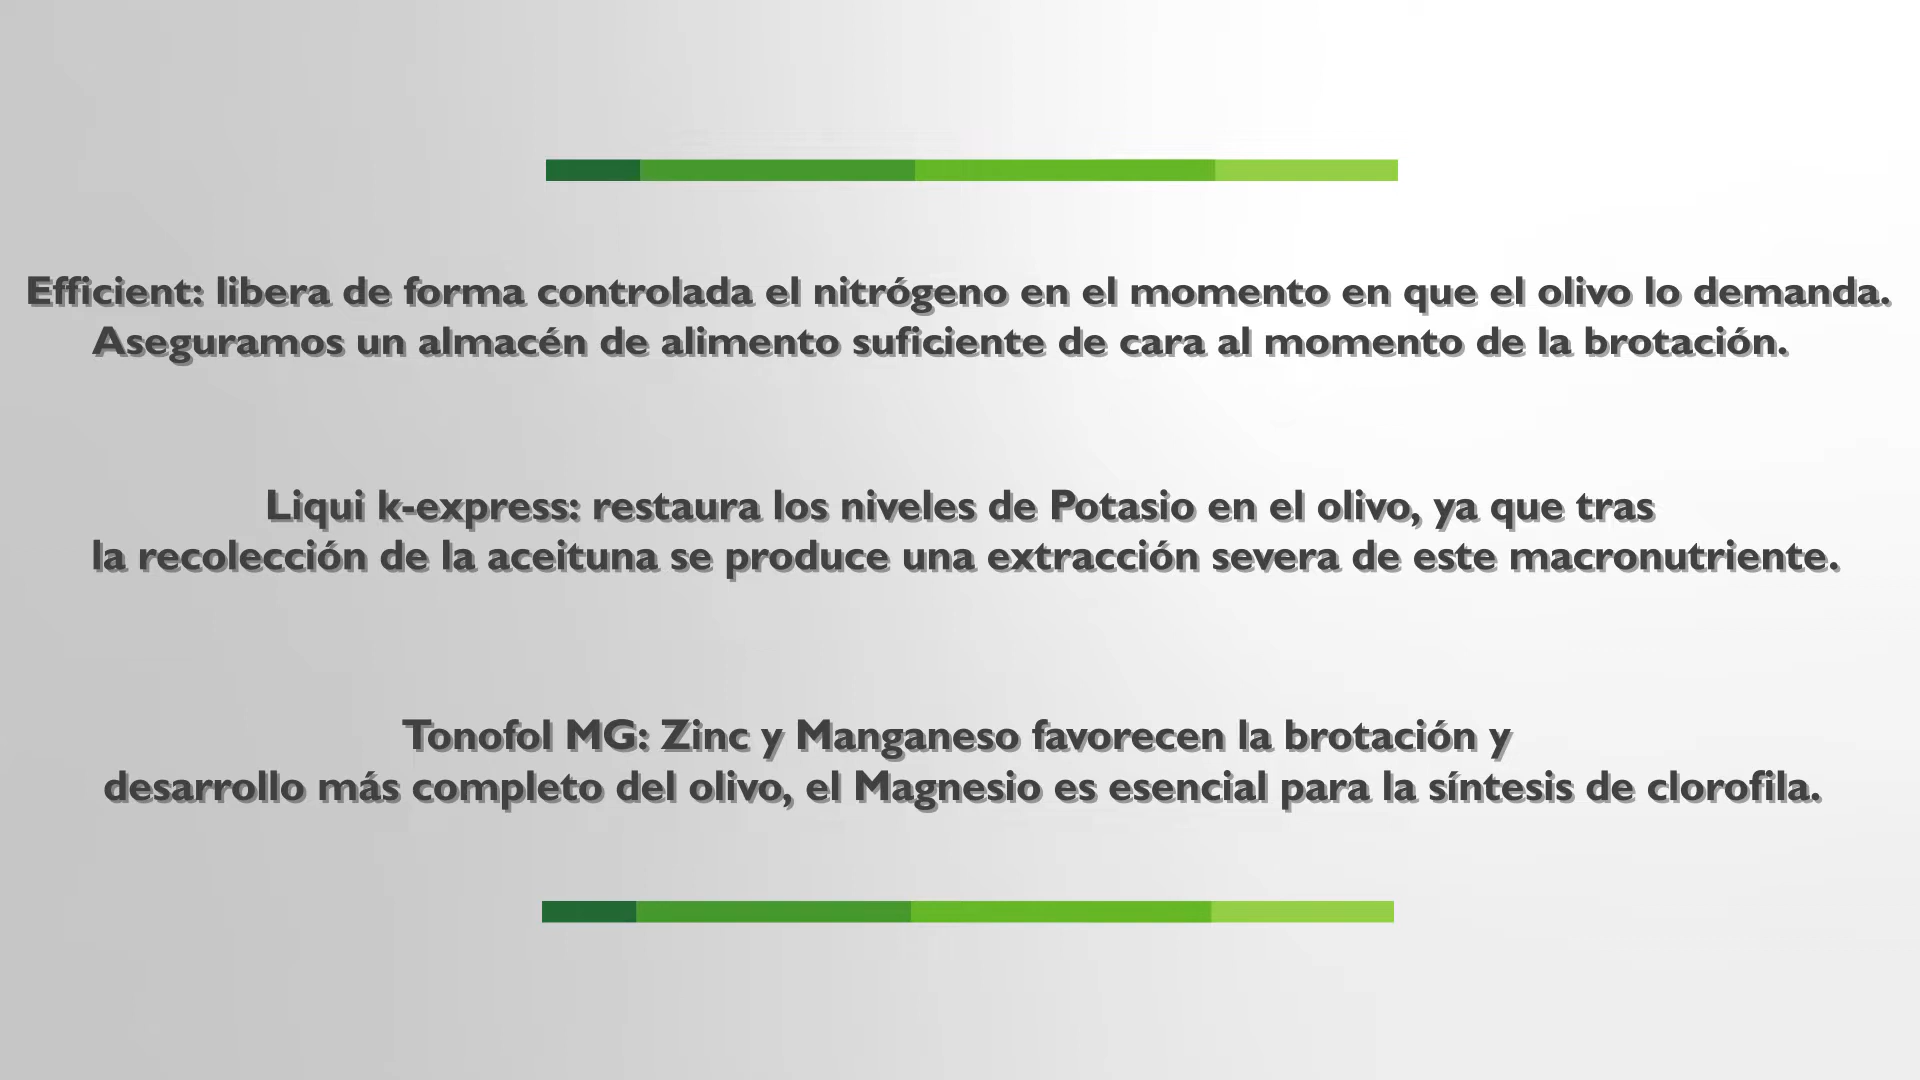 Efficient: libera de forma controlada el nitrógeno en el momento en que el olivo lo demanda.
Aseguramos un almacén de alimento suficiente de cara al momento de la brotación.
Liqui k-express: restaura los niveles de Potasio en el olivo, ya que tras
la recolección de la aceituna se produce una extracción severa de este macronutriente.
Tonofol MG: Zinc y Manganeso favorecen la brotación y
desarrollo más completo del olivo, el Magnesio es esencial para la síntesis de clorofila.